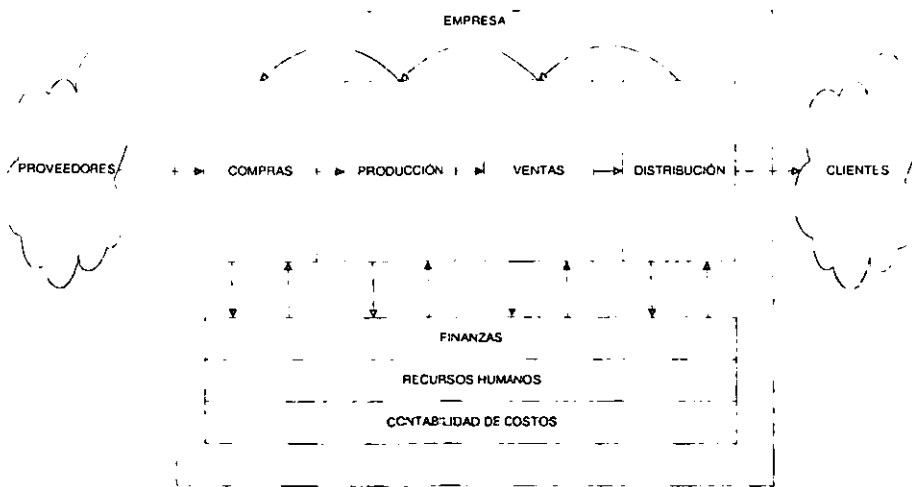 EMPRESA
PROVEEDORES
COMPRAS
PRODUCCIÓN
VENTAS
DISTRIBUCIÓN
CLIENTES
FINANZAS
RECURSOS HUMANOS
CONTABILIDAD DE COSTOS